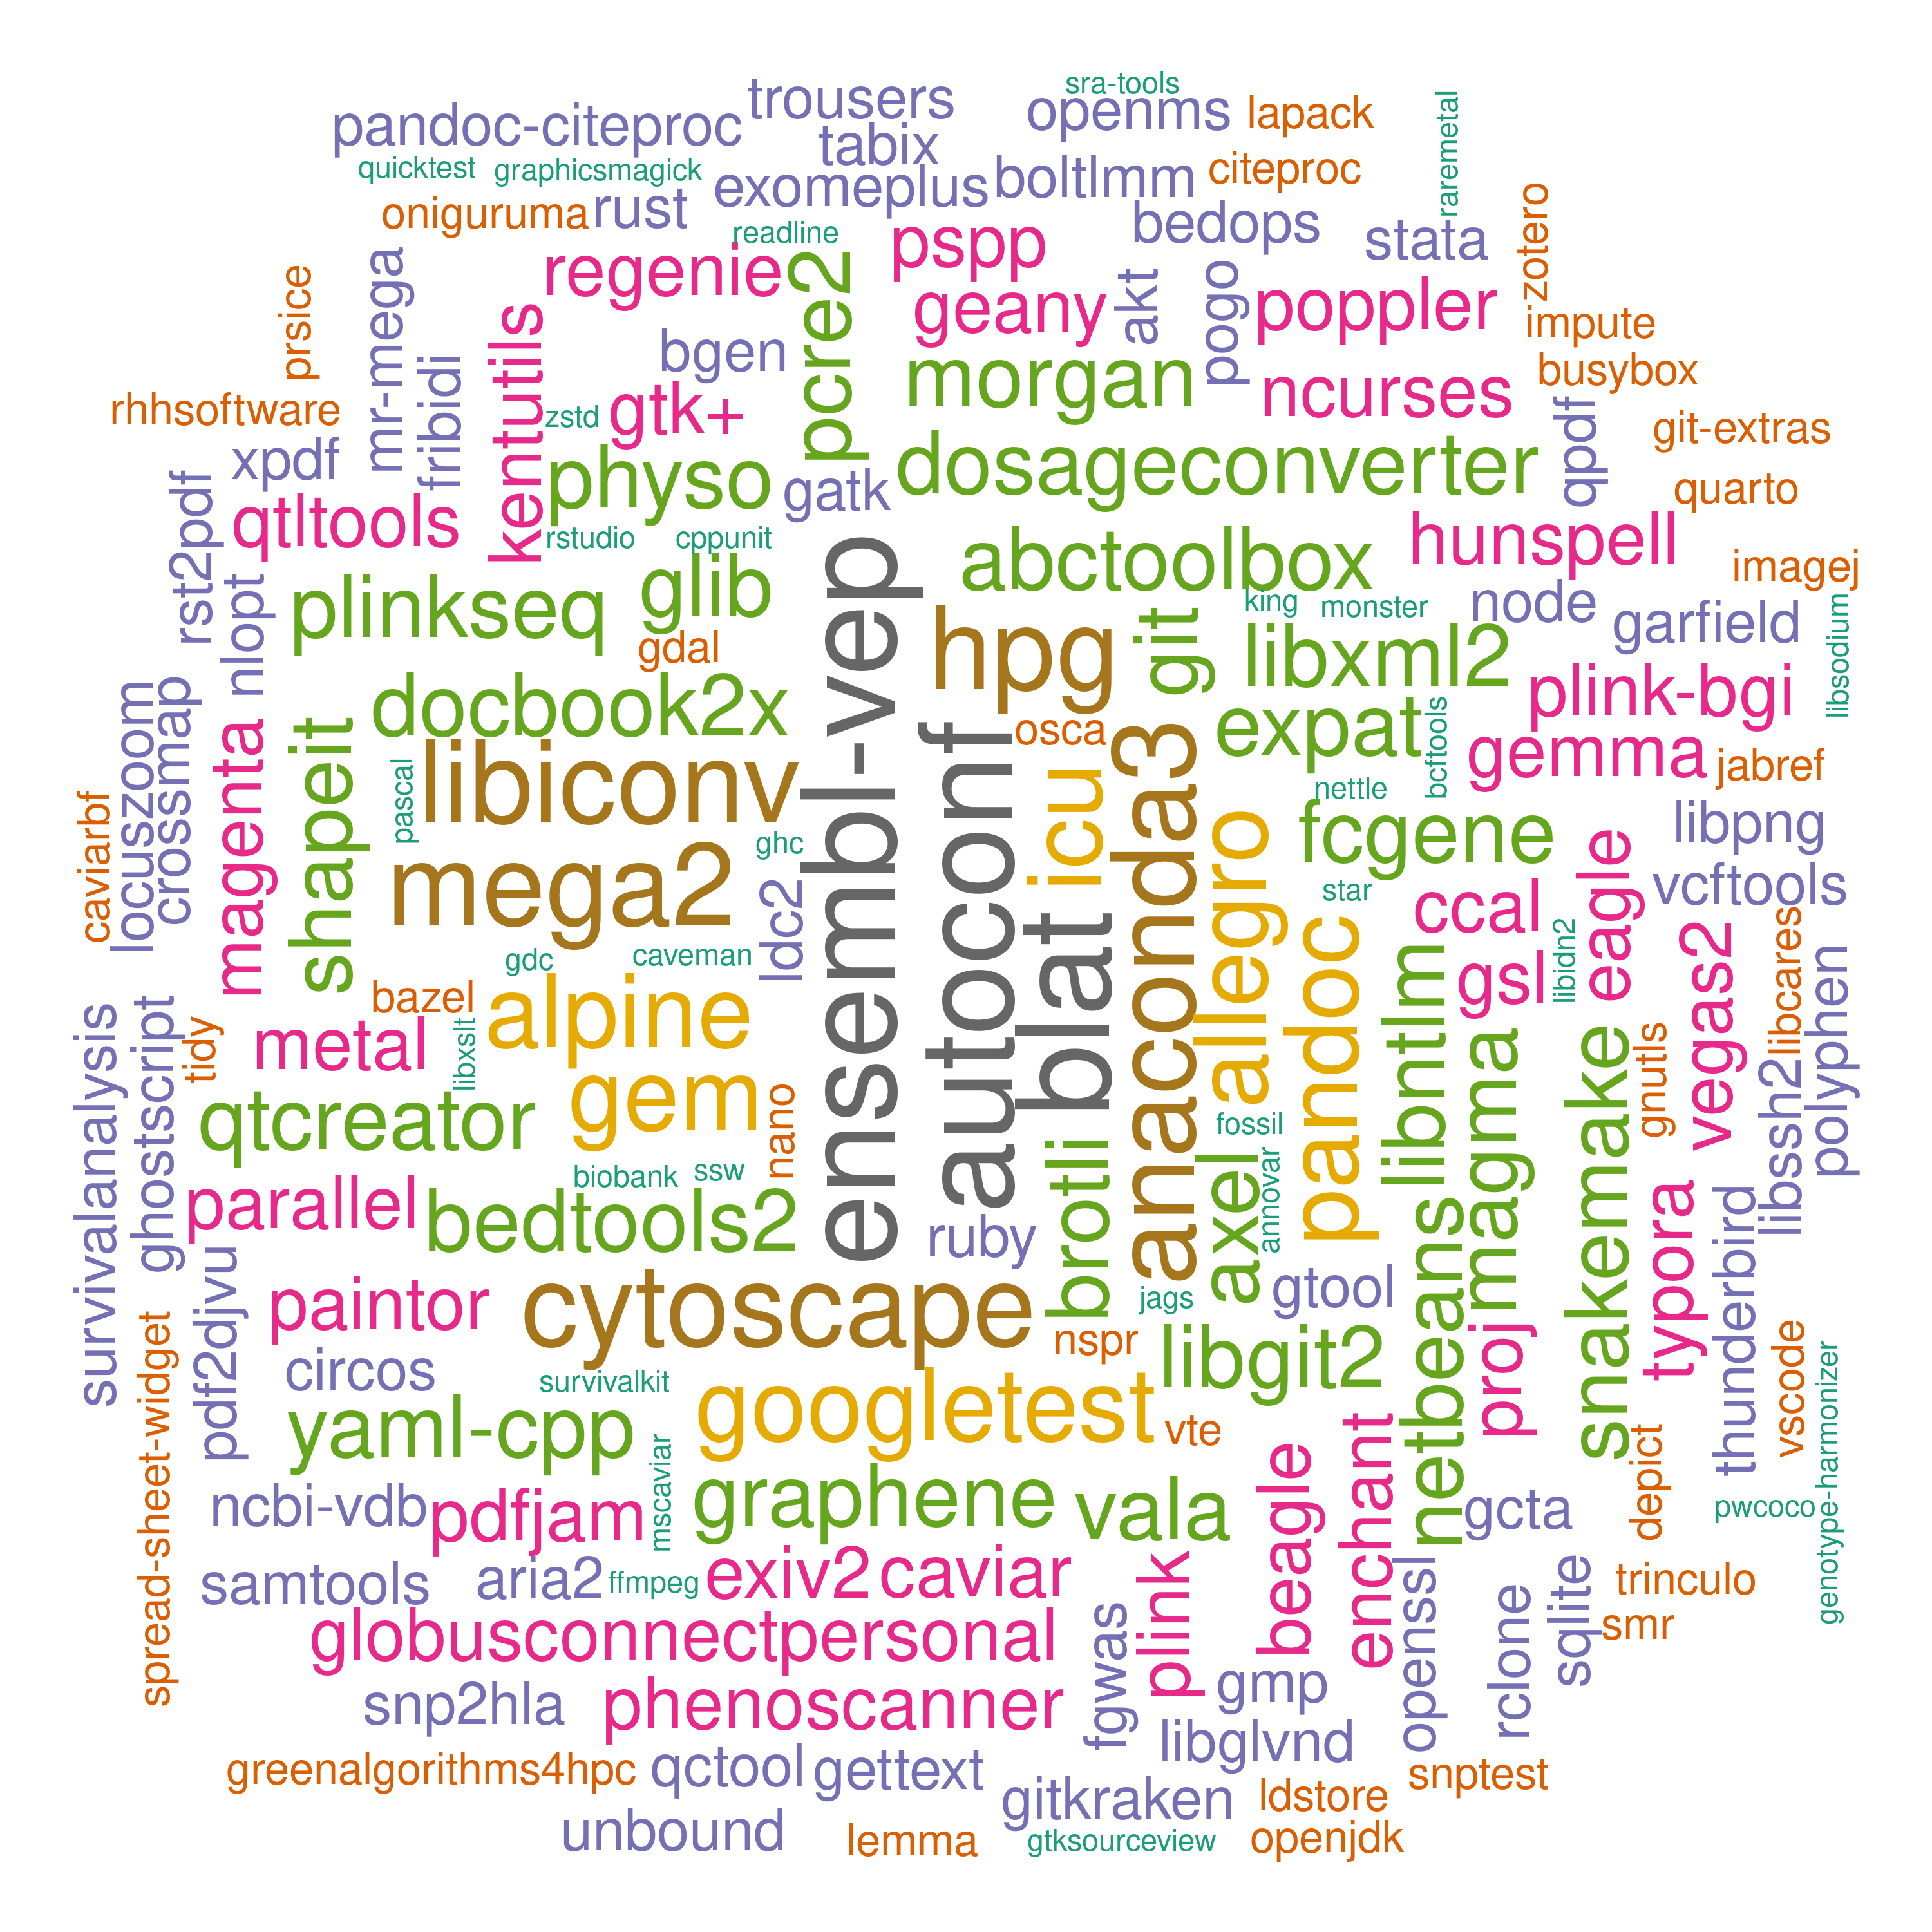 sra-tools
trousers
openms
lapack
raremetal
pandoc-citeproc
tabix
quicktest
graphicsmagick
exomeplus
boltlmm
citeproc
oniguruma
rust
readline
pspp
bedops
stata
zotero
prsice
mr-mega
regenie
pcre2
geany
akt
pogo
poppler
impute
kentutils
bgen
morgan
busybox
rhhsoftware
fribidi
zstd
gtk+
ncurses
git-extras
xpdf
physo
gatk
dosageconverter
qpdf
quarto
rst2pdf
qtltools
rstudio
cppunit
abctoolbox
hunspell
imagej
nlopt
plinkseq
glib
ensembl-vep
hpg
git
king
monster
node
garfield
libsodium
gdal
libxml2
locuszoom
crossmap
magenta
shapeit
docbook2x
autoconf
osca
anaconda3
expat
bcftools
plink-bgi
gemma
jabref
caviarbf
pascal
libiconv
icu
nettle
libpng
mega2
ghc
allegro
fcgene
eagle
vcftools
ldc2
blat
pandoc
star
ccal
gdc
caveman
libntlm
gsl
libidn2
vegas2
libcares
polyphen
survivalanalysis
ghostscript
tidy
bazel
alpine
metal
libxslt
magma
snakemake
gnutls
libssh2
qtcreator
gem
nano
brotli
axel
fossil
annovar
biobank
ssw
parallel
bedtools2
ruby
netbeans
typora
thunderbird
pdf2djvu
paintor
cytoscape
jags
gtool
proj
spread-sheet-widget
circos
survivalkit
nspr
libgit2
vscode
genotype-harmonizer
yaml-cpp
googletest
vte
mscaviar
beagle
enchant
depict
ncbi-vdb
pdfjam
graphene
vala
gcta
pwcoco
samtools
aria2
ffmpeg
exiv2
caviar
plink
openssl
rclone
sqlite
trinculo
smr
globusconnectpersonal
fgwas
snp2hla
phenoscanner
gmp
libglvnd
greenalgorithms4hpc
qctool
gettext
gitkraken
ldstore
snptest
unbound
lemma
gtksourceview
openjdk